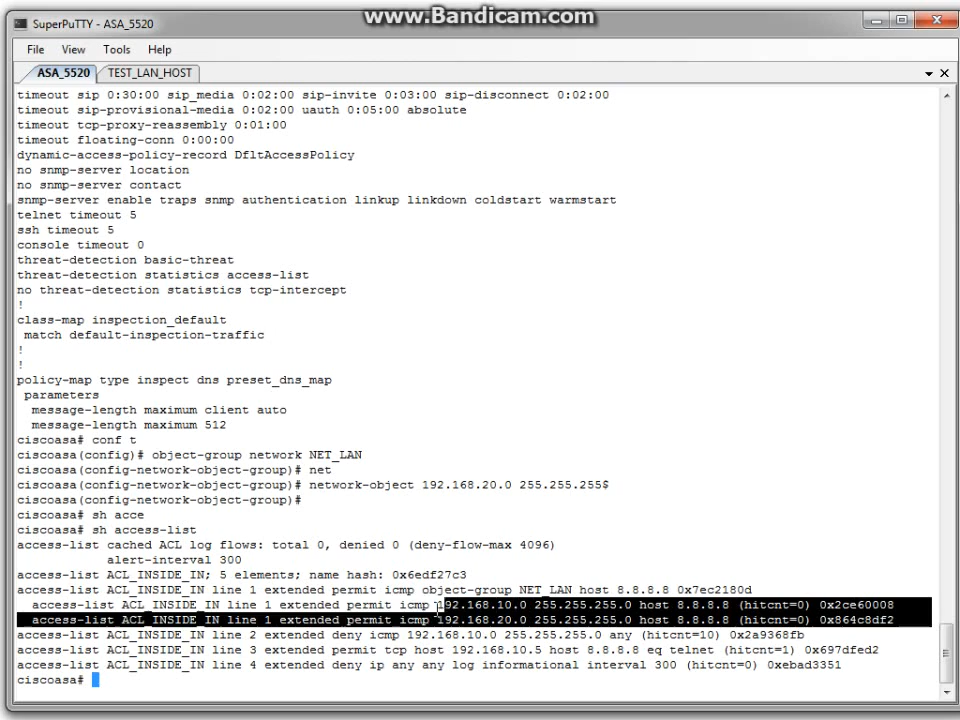 www.Bandicam.com
SuperPuTTY - ASA_5520
File View Tools Help
ASA_5520 TEST_LAN_HOST
timeout sip 0:30:00 sip_media 0:02:00 sip-invite 0:03:00 sip-disconnect 0:02:00
timeout sip-provisional-media 0:02:00 uauth 0:05:00 absolute
timeout tcp-proxy-reassembly 0:01:00
timeout floating-conn 0:00:00
dynamic-access-policy-record DfltAccessPolicy
no snmp-server location
no snmp-server contact
snmp-server enable traps snmp authentication linkup linkdown coldstart warmstart
telnet timeout 5
ssh timeout 5
console timeout 0
threat-detection basic-threat
threat-detection statistics access-list
no threat-detection statistics tcp-intercept
!
class-map inspection_default
match default-inspection-traffic
!
!
policy-map type inspect dns preset_dns_map
parameters
message-length maximum client auto
message-length maximum 512
ciscoasa# conf t
ciscoasa(config)# object-group network NET_LAN
ciscoasa(config-network-object-group)# net
ciscoasa(config-network-object-group)# network-object 192.168.20.0 255.255.255$
ciscoasa(config-network-object-group)#
ciscoasa# sh acce
ciscoasa# sh access-list
access-list cached ACL log flows: total 0, denied 0 (deny-flow-max 4096)
alert-interval 300
access-list ACL_INSIDE_IN; 5 elements; name hash: 0x6edf27c3
access-list ACL_INSIDE_IN line 1 extended permit icmp object-group NET_LAN host 8.8.8.8 0x7ec2180d
access-list ACL_INSIDE_IN line 1 extended permit icmp 192.168.10.0 255.255.255.0 host 8.8.8.8 (hitcnt=0) 0x2ce60008
access-list ACL_INSIDE_IN line 1 extended permit icmp 192.168.20.0 255.255.255.0 host 8.8.8.8 (hitcnt=0) 0x864c8df2
access-list ACL_INSIDE_IN line 2 extended deny icmp 192.168.10.0 255.255.255.0 any (hitcnt=10) 0x2a9368fb
access-list ACL_INSIDE_IN line 3 extended permit tcp host 192.168.10.5 host 8.8.8.8 eq telnet (hitcnt=1) 0x697dfed2
access-list ACL_INSIDE_IN line 4 extended deny ip any any log informational interval 300 (hitcnt=0) 0xebad3351
ciscoasa#